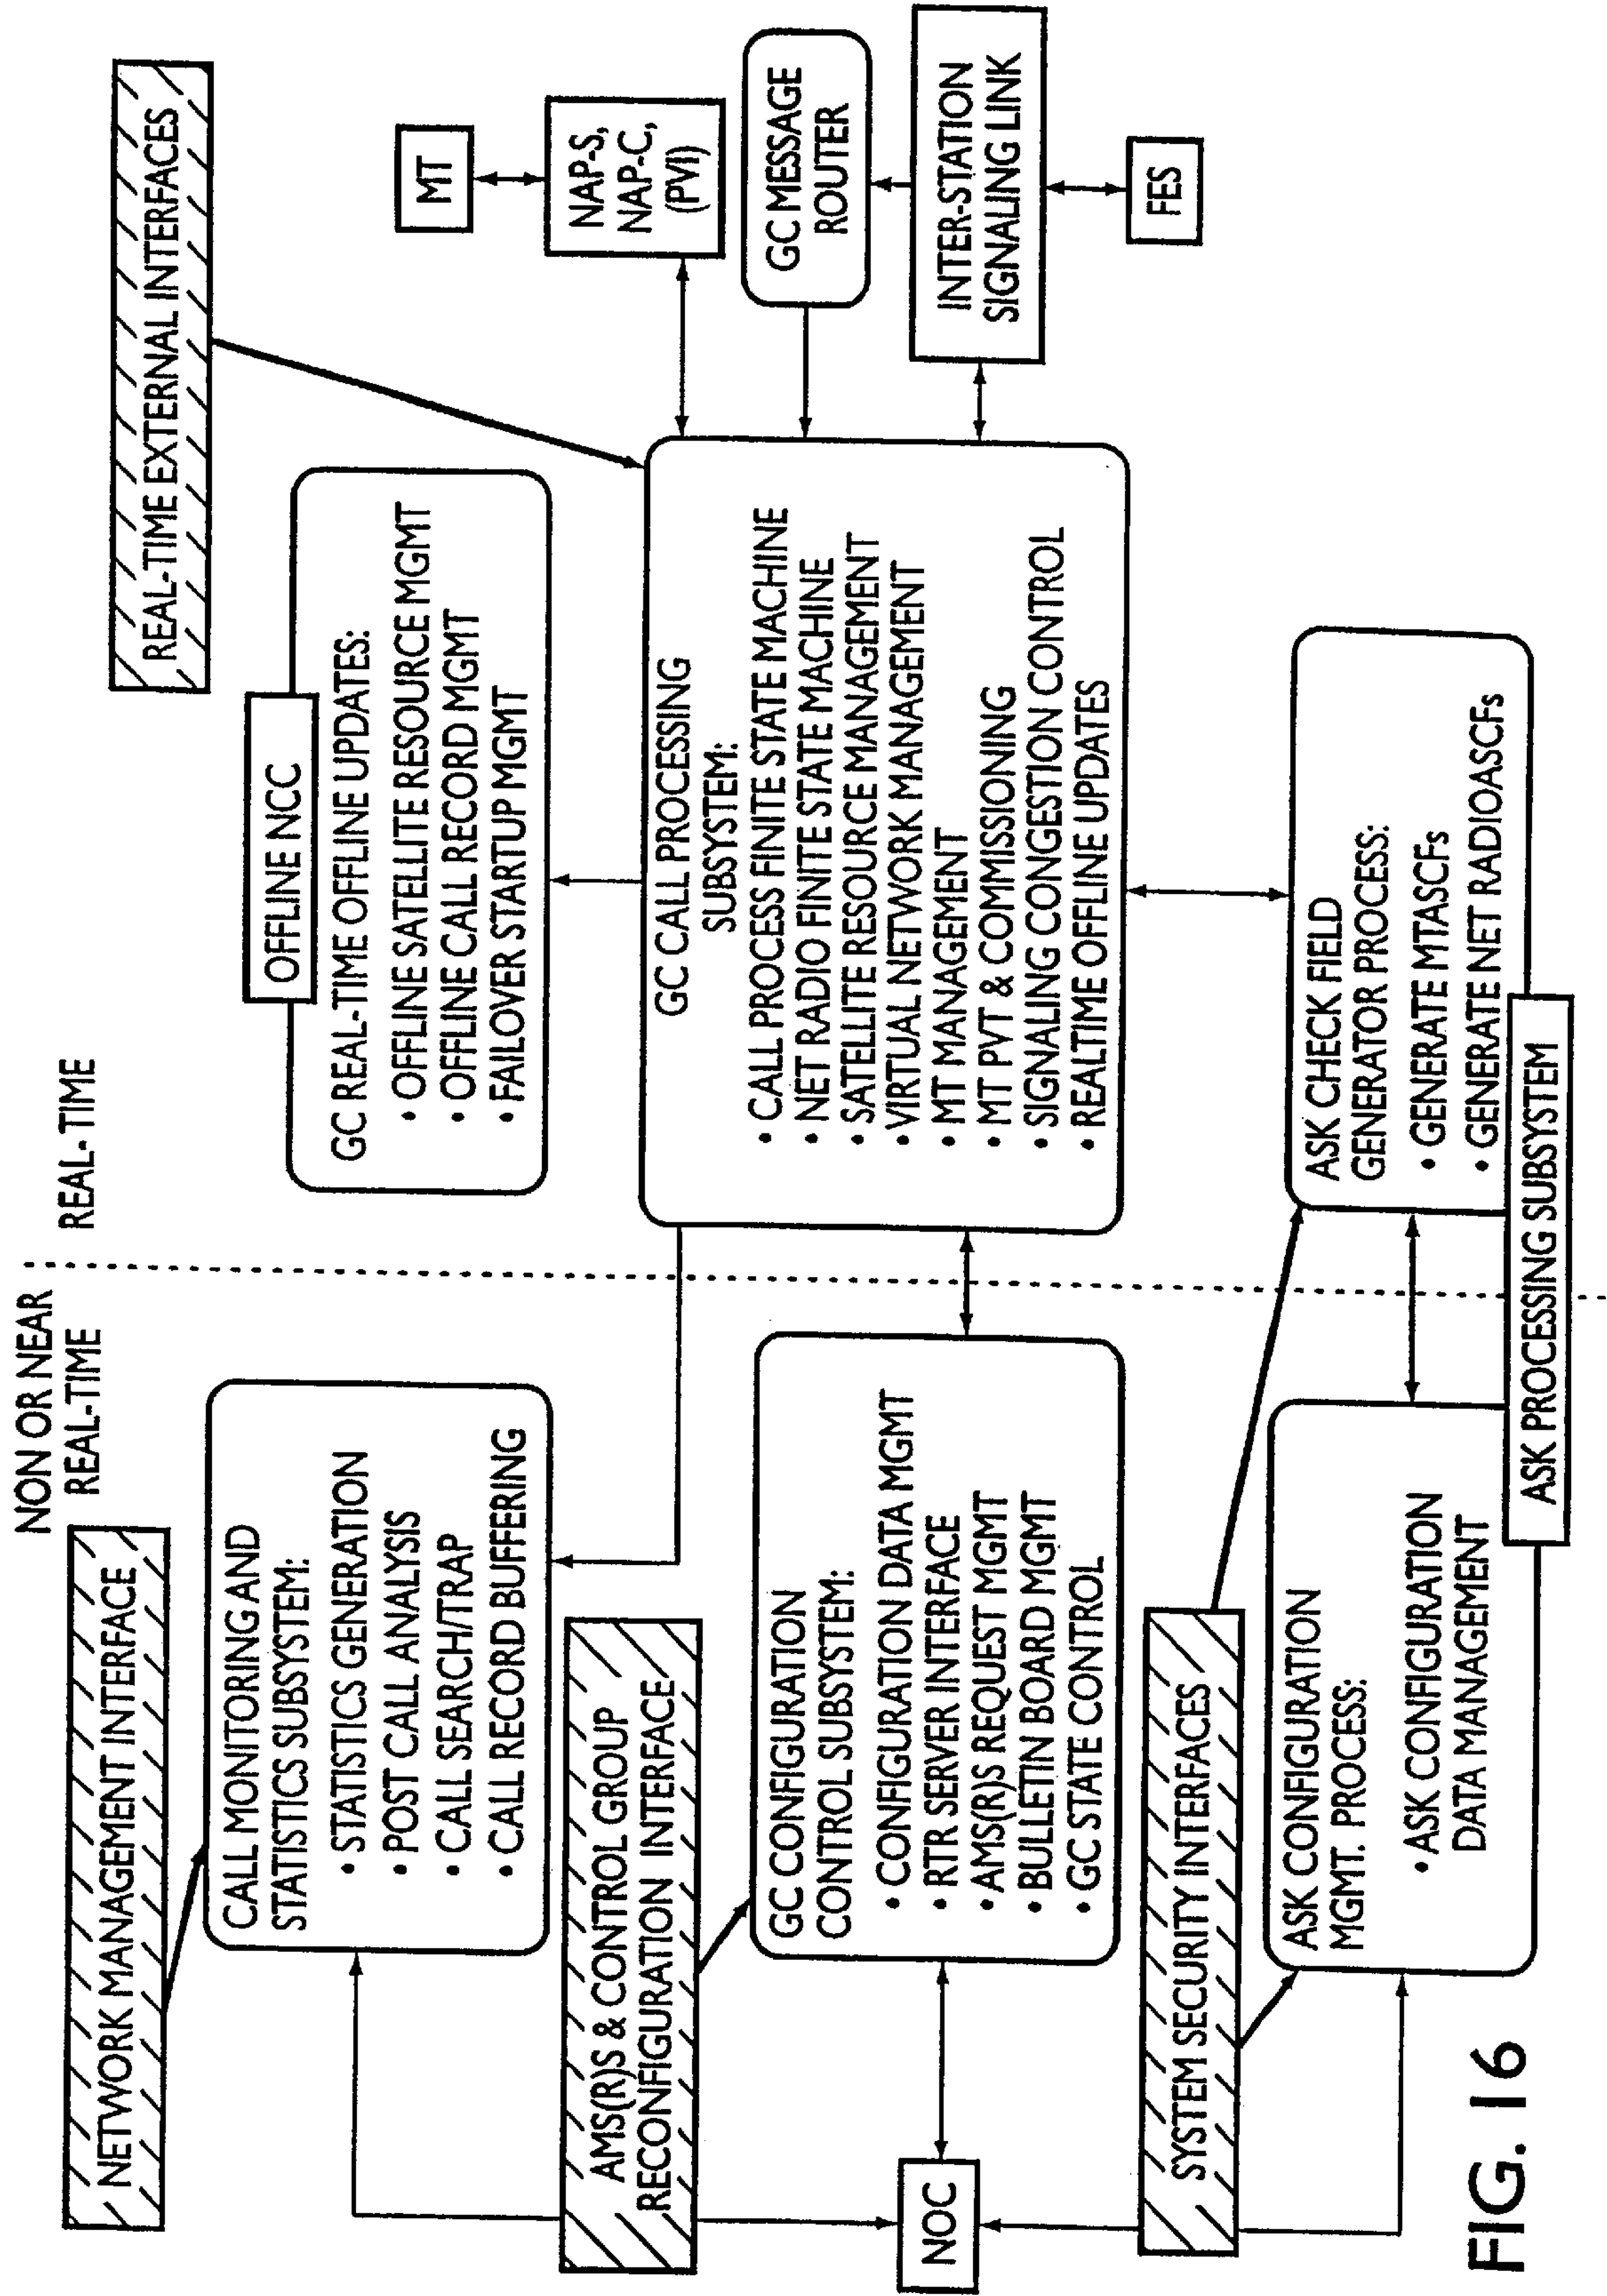 NON OR NEAR
REAL-TIME
REAL-TIME
NETWORK MANAGEMENT INTERFACE
CALL MONITORING AND
STATISTICS SUBSYSTEM:
• STATISTICS GENERATION
• POST CALL ANALYSIS
• CALL SEARCH/TRAP
• CALL RECORD BUFFERING
OFFLINE NCC
GC REAL-TIME OFFLINE UPDATES:
• OFFLINE SATELLITE RESOURCE MGMT
• OFFLINE CALL RECORD MGMT
• FAILOVER STARTUP MGMT
REAL-TIME EXTERNAL INTERFACES
MT
NAP-S,
NAP-C,
(PVI)
GC MESSAGE
ROUTER
INTER-STATION
SIGNALING LINK
FES
AMS(R)S & CONTROL GROUP
RECONFIGURATION INTERFACE
GC CONFIGURATION
CONTROL SUBSYSTEM:
• CONFIGURATION DATA MGMT
• RTR SERVER INTERFACE
• AMS(R)S REQUEST MGMT
• BULLETIN BOARD MGMT
• GC STATE CONTROL
GC CALL PROCESSING
SUBSYSTEM:
• CALL PROCESS FINITE STATE MACHINE
• NET RADIO FINITE STATE MACHINE
• SATELLITE RESOURCE MANAGEMENT
• VIRTUAL NETWORK MANAGEMENT
• MT MANAGEMENT
• MT PVT & COMMISSIONING
• SIGNALING CONGESTION CONTROL
• REALTIME OFFLINE UPDATES
NOC
SYSTEM SECURITY INTERFACES
ASK CONFIGURATION
MGMT. PROCESS:
• ASK CONFIGURATION
DATA MANAGEMENT
ASK CHECK FIELD
GENERATOR PROCESS:
• GENERATE MTASCFs
• GENERATE NET RADIOASCFs
ASK PROCESSING SUBSYSTEM
FIG. 16